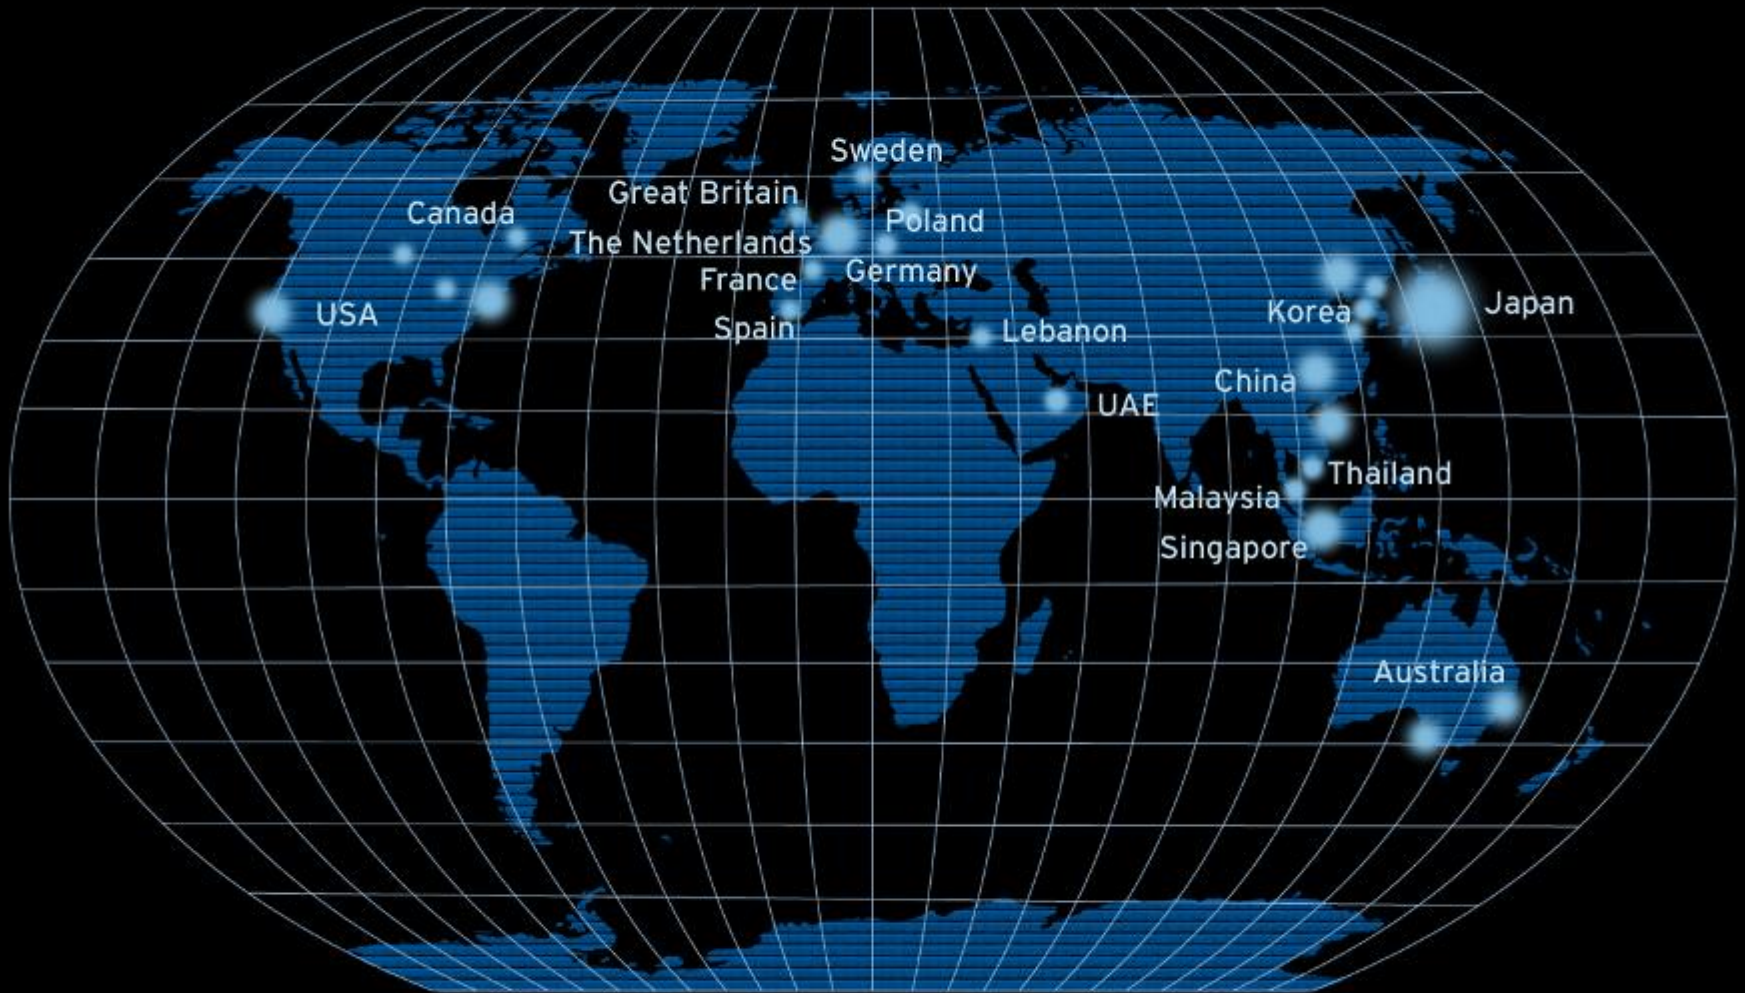 Sweden
Great Britain
Canada
Poland
The Netherlands
Germany
France
USA
Spain
Lebanon
Korea
Japan
China
UAE
Thailand
Malaysia
Singapore
Australia